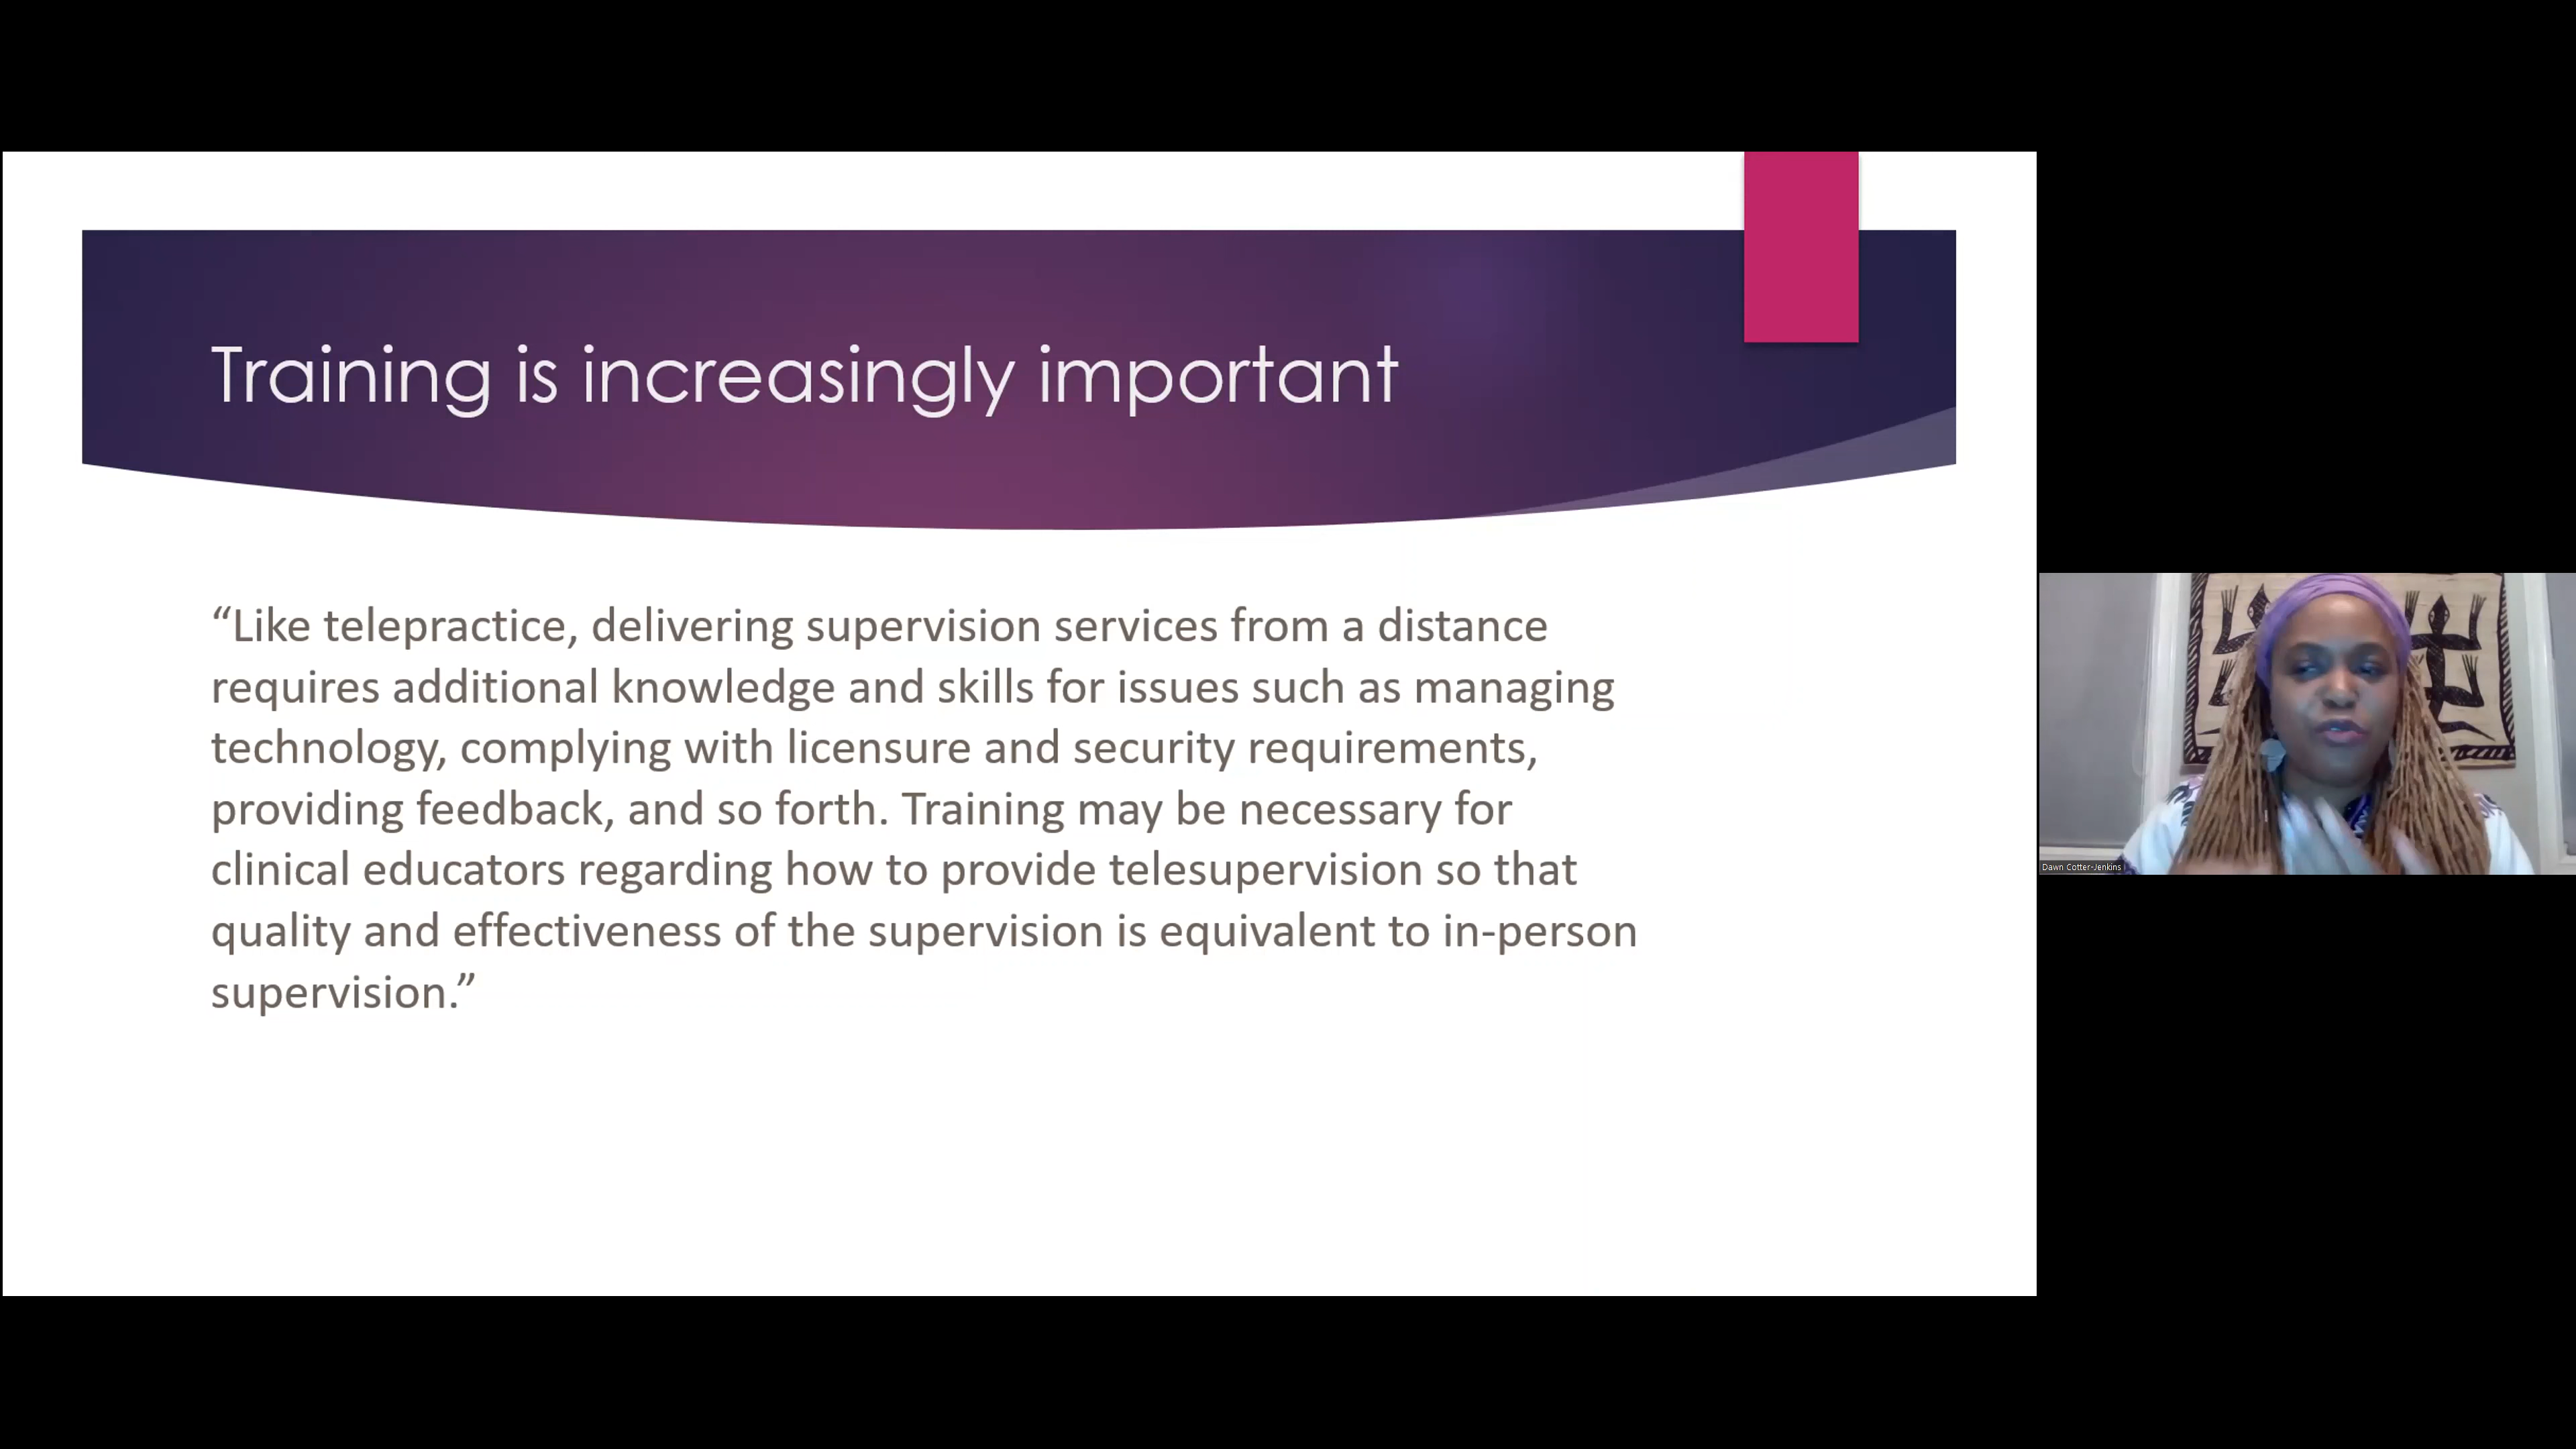 Training is increasingly important
“Like telepractice, delivering supervision services from a distance
requires additional knowledge and skills for issues such as managing
technology, complying with licensure and security requirements,
providing feedback, and so forth. Training may be necessary for
clinical educators regarding how to provide telesupervision so that
quality and effectiveness of the supervision is equivalent to in-person
supervision.”
Dawn Cotter-Jenkins